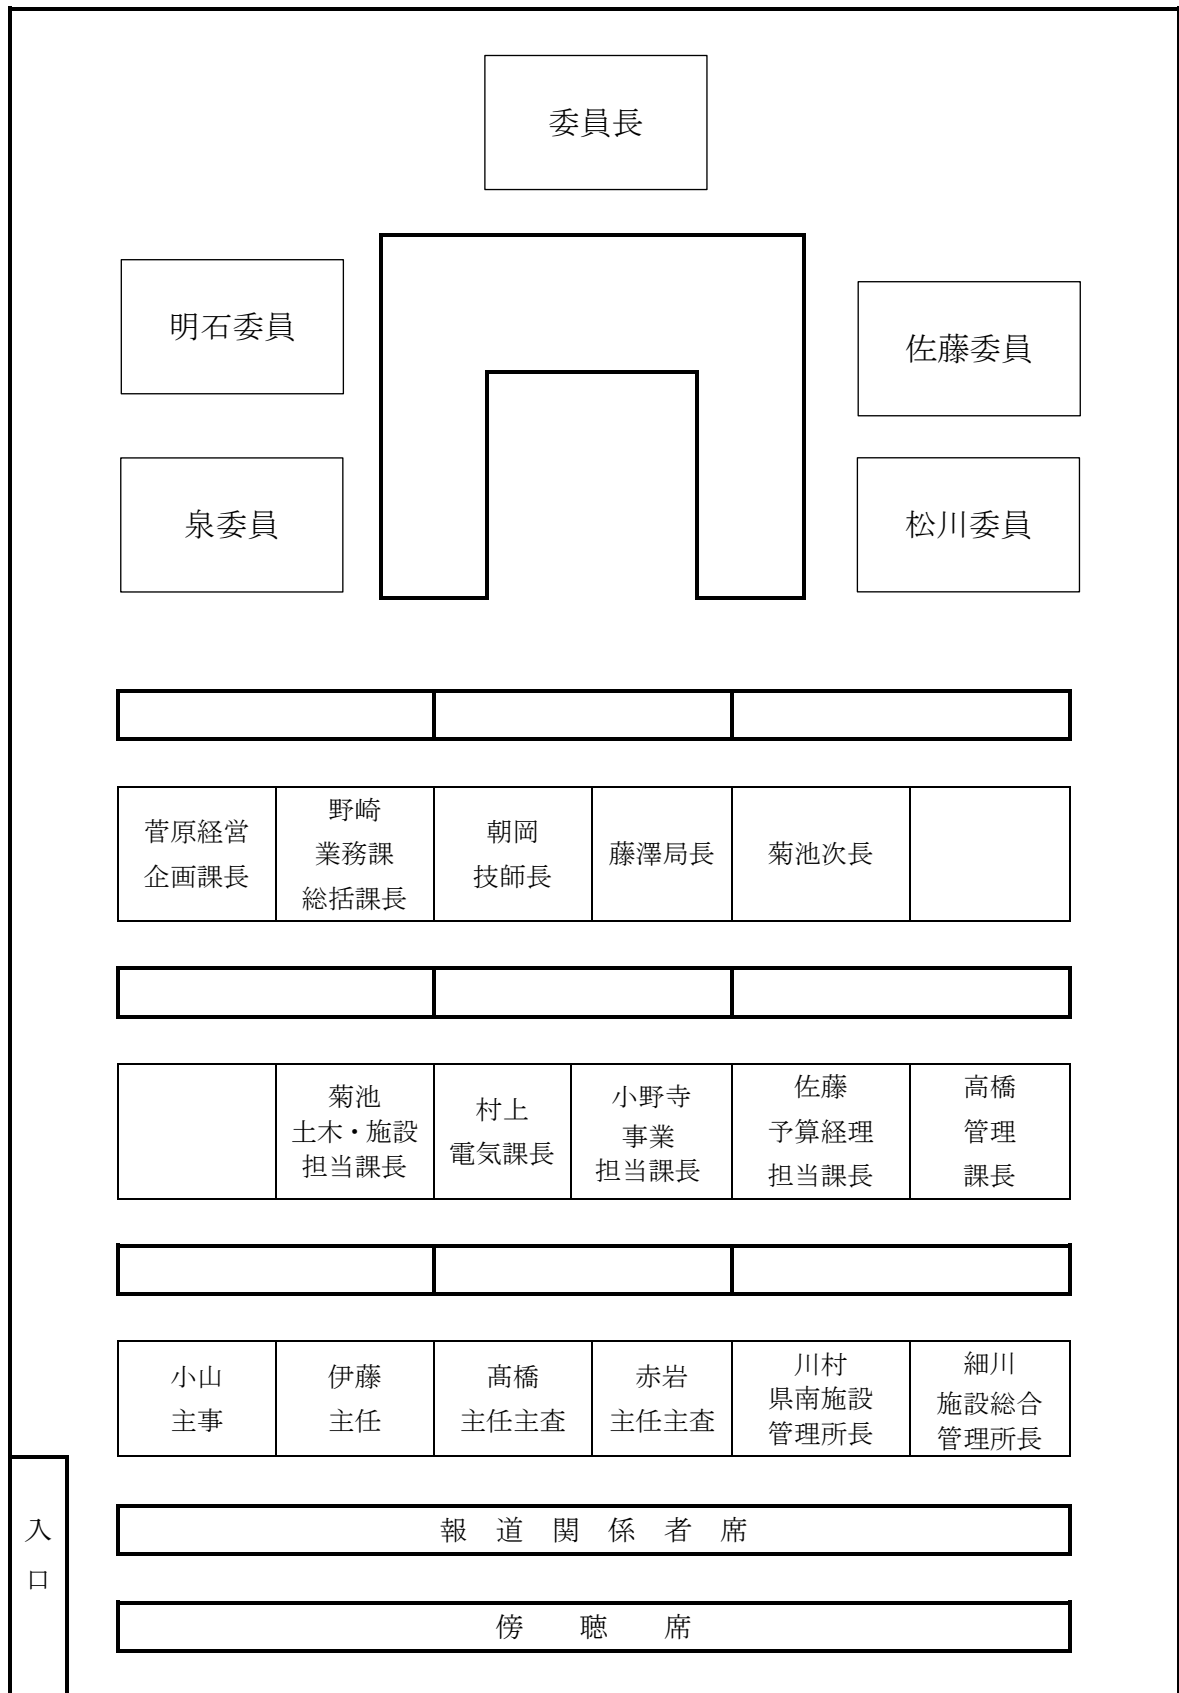 委員長
明石委員
佐藤委員
泉委員
松川委員
菅原経営
企画課長
野崎
業務課
総括課長
朝岡
技師長
藤澤局長
菊池次長
菊池
土木・施設
担当課長
村上
電気課長
小野寺
事業
担当課長
佐藤
予算経理
担当課長
高橋
管理
課長
小山
主事
伊藤
主任
髙橋
主任主査
赤岩
主任主査
川村
県南施設
管理所長
細川
施設総合
管理所長
入
口
報道関係者席
傍聴席